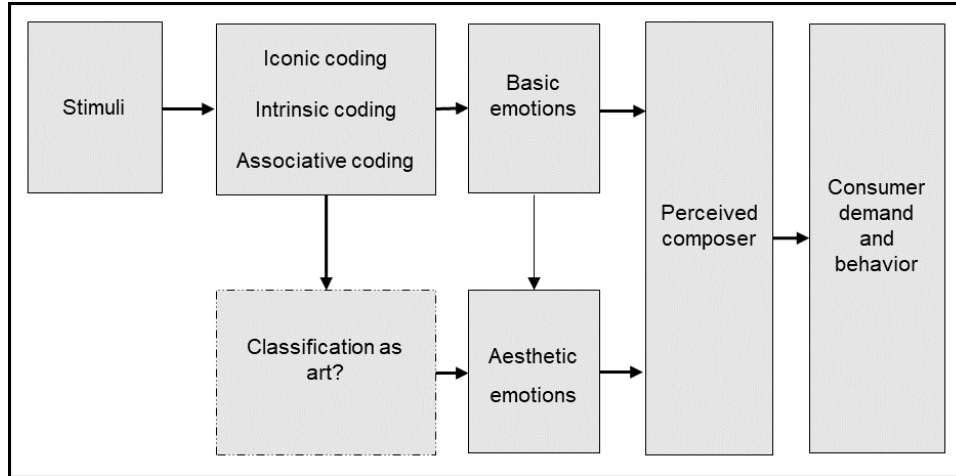 Stimuli
Iconic coding
Intrinsic coding
Associative coding
Basic
emotions
Classification as
art?
Aesthetic
emotions
Perceived
composer
Consumer
demand
and
behavior